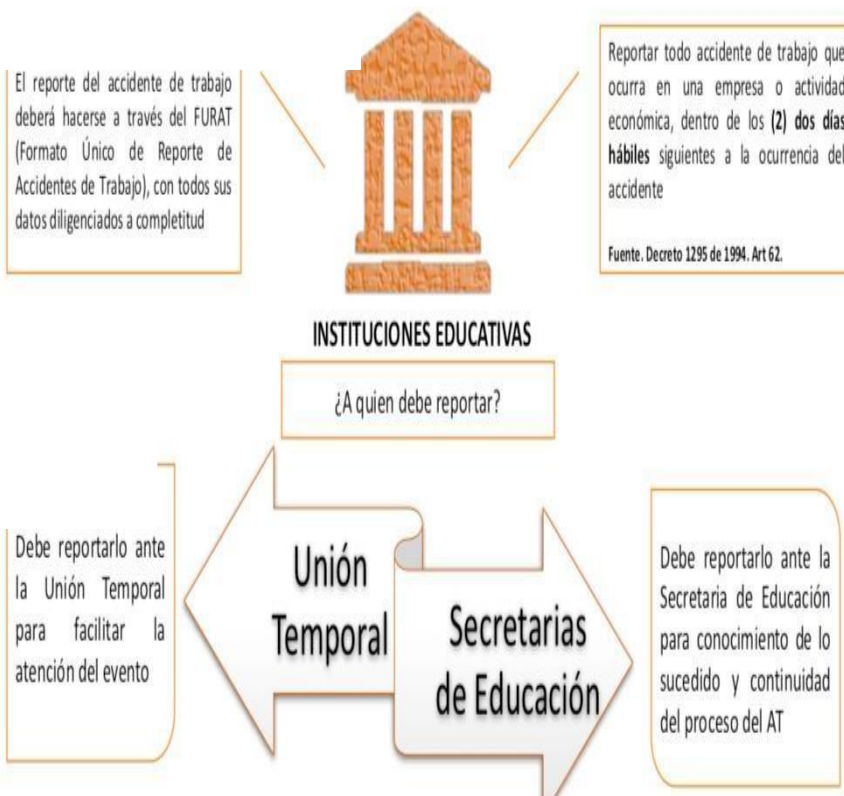 El reporte del accidente de trabajo
deberá hacerse a través del FURAT
(Formato Único de Reporte de
Accidentes de Trabajo), con todos sus
datos diligenciados a completitud
Reportar todo accidente de trabajo que
ocurra en una empresa o actividad
económica, dentro de los (2) dos días
hábiles siguientes a la ocurrencia del
accidente
Fuente. Decreto 1295 de 1994. Art 62.
INSTITUCIONES EDUCATIVAS
¿A quien debe reportar?
Debe reportarlo ante
la Unión Temporal
para facilitar la
atención del evento
Unión
Temporal
Secretarias
de Educación
Debe reportarlo ante la
Secretaria de Educación
para conocimiento de lo
sucedido y continuidad
del proceso del AT